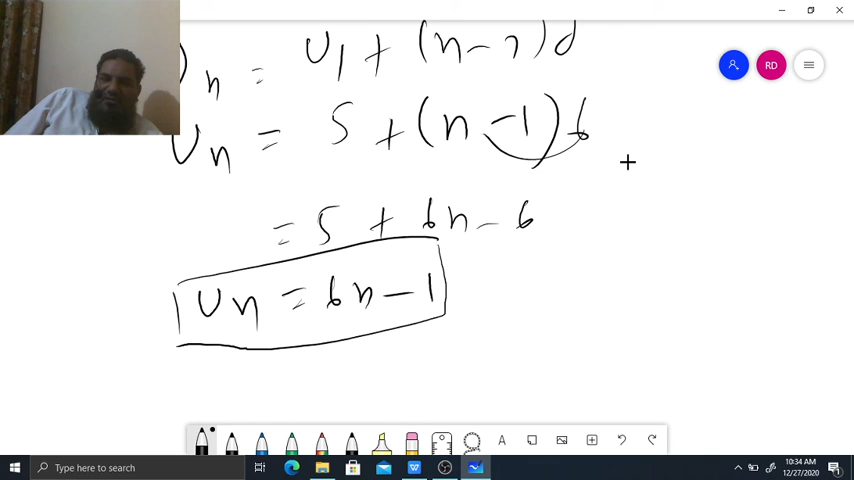 Un = U1 + (n-1)d
Un = 5 + (n-1)6
= 5 + 6n - 6
Un = 6n - 1
RD
A
Type here to search
W
10:34 AM
12/27/2020
1